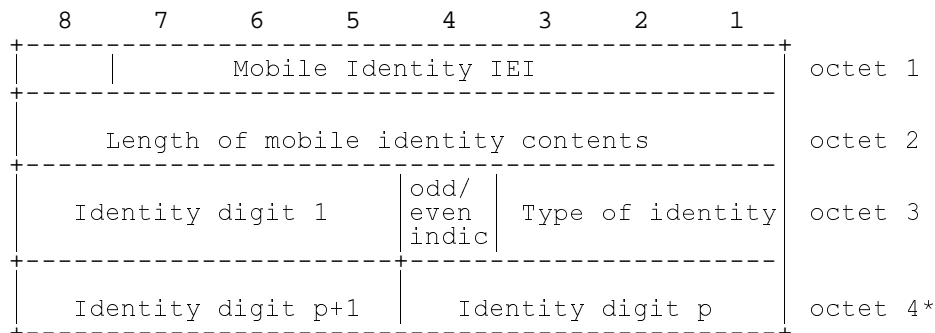 8 7 6 5 4 3 2 1
Mobile Identity IEI octet 1
Length of mobile identity contents octet 2
odd/
Identity digit 1 even Type of identity octet 3
indic
Identity digit p+1 Identity digit p octet 4*